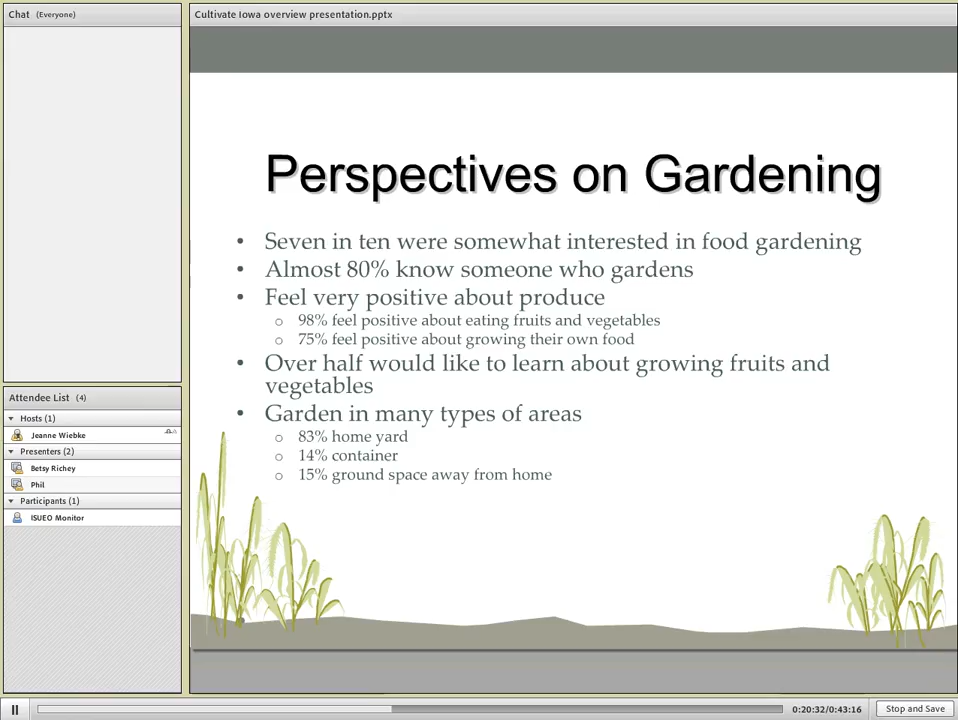 Chat (Everyone)
Cultivate Iowa overview presentation.pptx
Perspectives on Gardening
• Seven in ten were somewhat interested in food gardening
• Almost 80% know someone who gardens
• Feel very positive about produce
o 98% feel positive about eating fruits and vegetables
o 75% feel positive about growing their own food
• Over half would like to learn about growing fruits and
vegetables
• Garden in many types of areas
o 83% home yard
o 14% container
o 15% ground space away from home
Attendee List (4)
Hosts (1)
Jeanne Wiebke
Presenters (2)
Betsy Richey
Phil
Participants (1)
ISUEO Monitor
0:20:32/0:43:16
Stop and Save